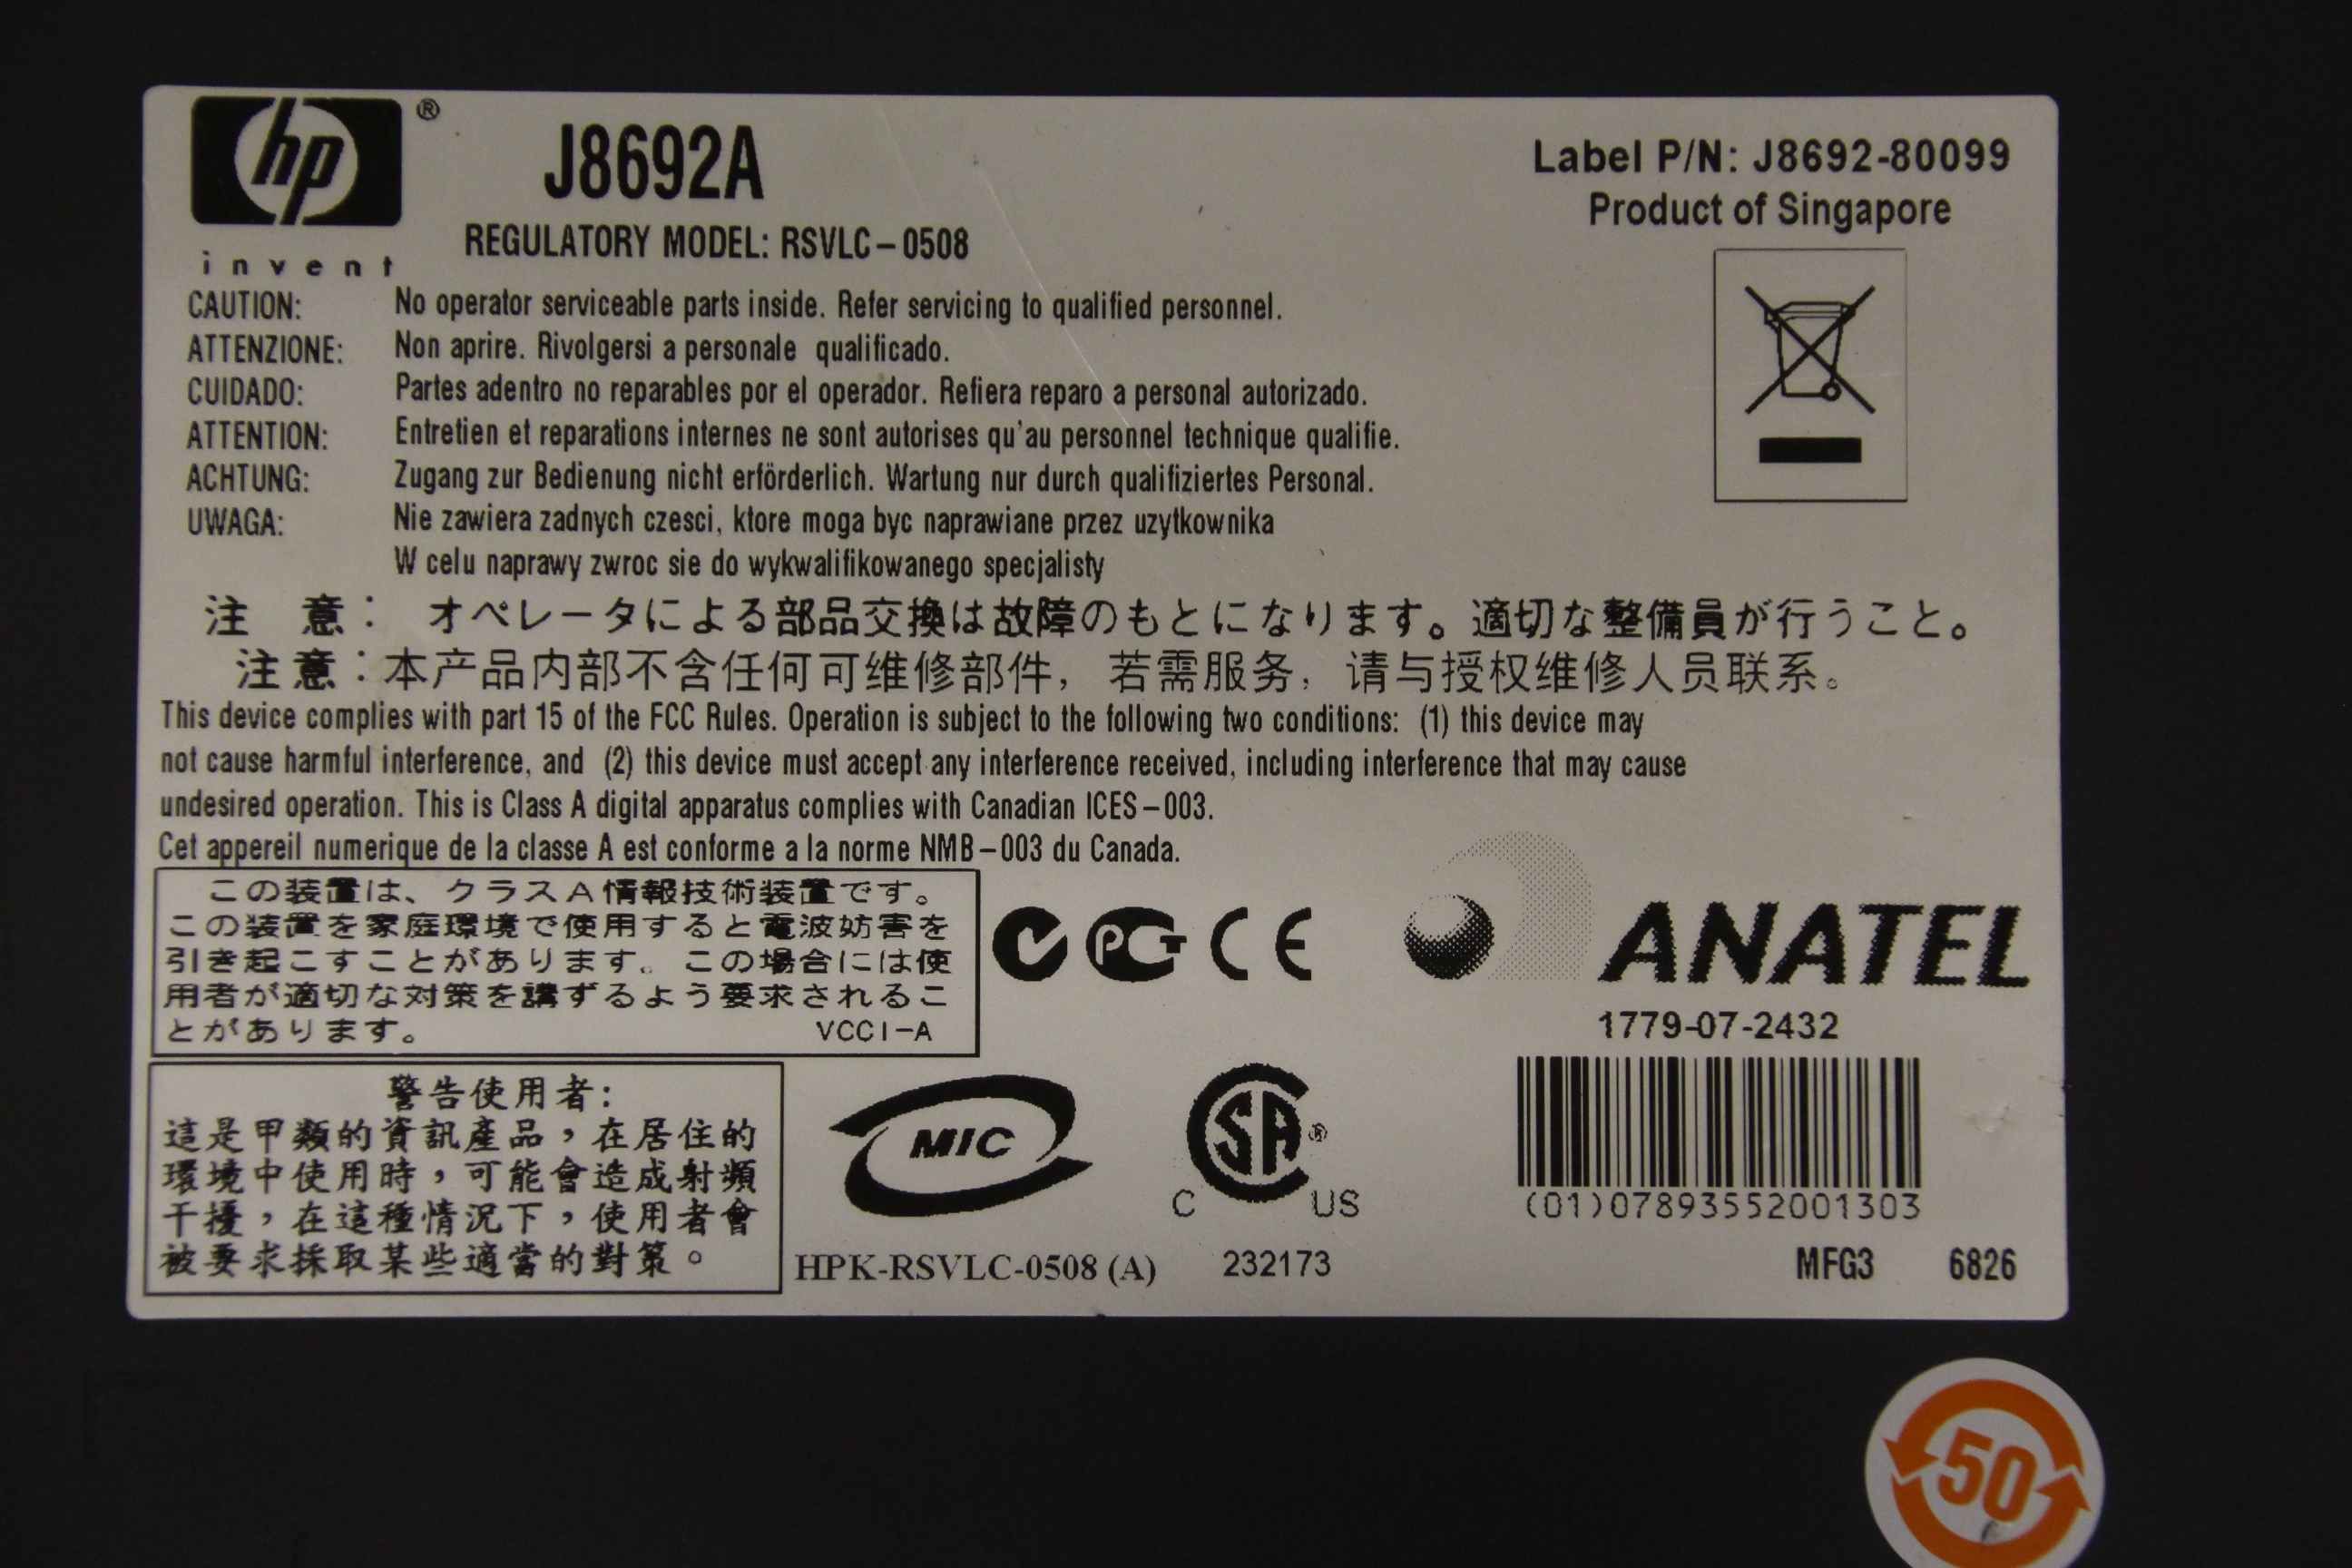 hp ®
invent
J8692A
REGULATORY MODEL: RSVLC-0508
Label P/N: J8692-80099
Product of Singapore
CAUTION: No operator serviceable parts inside. Refer servicing to qualified personnel.
ATTENZIONE: Non aprire. Rivolgersi a personale qualificado.
CUIDADO: Partes adentro no reparables por el operador. Refiera reparo a personal autorizado.
ATTENTION: Entretien et reparations internes ne sont autorises qu'au personnel technique qualifie.
ACHTUNG: Zugang zur Bedienung nicht erförderlich. Wartung nur durch qualifiziertes Personal.
UWAGA: Nie zawiera zadnych czesci, ktore moga byc naprawiane przez uzytkownika
W celu naprawy zwroc sie do wykwalifikowanego specjalisty
注 意: オペレータによる部品交換は故障のもとになります。適切な整備員が行うこと。
注意:本产品内部不含任何可维修部件，若需服务，请与授权维修人员联系。
This device complies with part 15 of the FCC Rules. Operation is subject to the following two conditions: (1) this device may
not cause harmful interference, and (2) this device must accept any interference received, including interference that may cause
undesired operation. This is Class A digital apparatus complies with Canadian ICES-003.
Cet appereil numerique de la classe A est conforme a la norme NMB-003 du Canada.
この装置は、クラスA情報技術装置です。
この装置を家庭環境で使用すると電波妨害を
引き起こすことがあります。この場合には使
用者が適切な対策を講ずるよう要求されるこ
とがあります。 VCCI-A
PCT CE
ANATEL
1779-07-2432
(01)07893552001303
MFG3 6826
警告使用者:
這是甲類的資訊產品，在居住的
環境中使用時，可能會造成射頻
干擾，在這種情況下，使用者會
被要求採取某些適當的對策。
MIC
HPK-RSVLC-0508 (A)
C SA ® US
232173
50